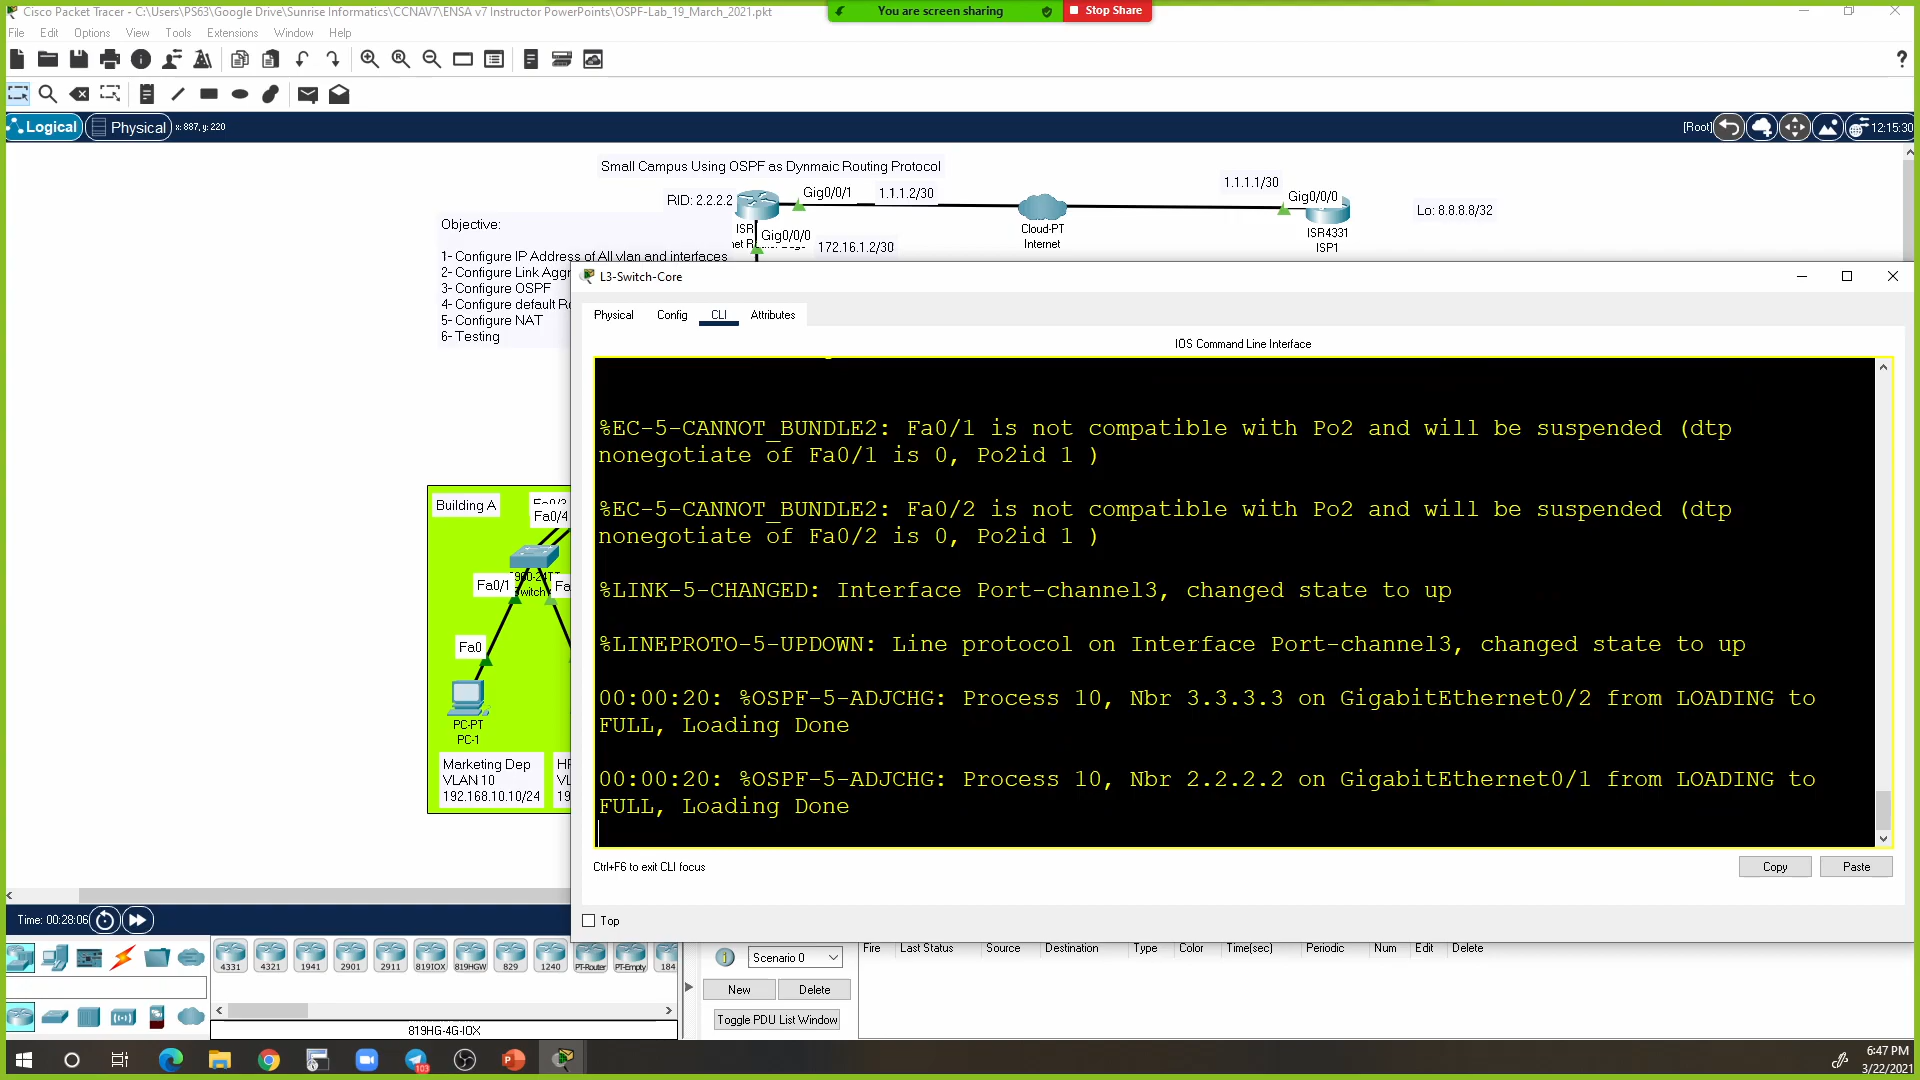 Cisco Packet Tracer - C:\Users\PS63\Google Drive\Sunrise Informatics\CCNAV7\ENSA v7 Instructor PowerPoints\OSPF-Lab_19_March_2021.pkt
You are screen sharing
Stop Share
File Edit Options View Tools Extensions Window Help
Logical
Physical
x: 887, y: 220
[Root]
12:15:30
Small Campus Using OSPF as Dynmaic Routing Protocol
RID: 2.2.2.2
Gig0/0/1
1.1.1.2/30
1.1.1.1/30
Gig0/0/0
Lo: 8.8.8.8/32
Objective:
ISR
Gig0/0/0
172.16.1.2/30
Cloud-PT
Internet
ISR4331
ISP1
1- Configure IP Address of All vlan and interfaces
2- Configure Link Aggr
3- Configure OSPF
4- Configure default R
5- Configure NAT
6- Testing
L3-Switch-Core
Physical Config CLI Attributes
IOS Command Line Interface
%EC-5-CANNOT_BUNDLE2: Fa0/1 is not compatible with Po2 and will be suspended (dtp
nonegotiate of Fa0/1 is 0, Po2id 1 )
%EC-5-CANNOT_BUNDLE2: Fa0/2 is not compatible with Po2 and will be suspended (dtp
nonegotiate of Fa0/2 is 0, Po2id 1 )
%LINK-5-CHANGED: Interface Port-channel3, changed state to up
%LINEPROTO-5-UPDOWN: Line protocol on Interface Port-channel3, changed state to up
00:00:20: %OSPF-5-ADJCHG: Process 10, Nbr 3.3.3.3 on GigabitEthernet0/2 from LOADING to
FULL, Loading Done
00:00:20: %OSPF-5-ADJCHG: Process 10, Nbr 2.2.2.2 on GigabitEthernet0/1 from LOADING to
FULL, Loading Done
Ctrl+F6 to exit CLI focus
Copy
Paste
Top
Building A
Fa0/3
Fa0/4
Fa0/1
Fa
Fa0
PC-PT
PC-1
Marketing Dep
VLAN 10
192.168.10.10/24
Time: 00:28:06
4331 4321 1941 2901 2911 819IOX 819HGW 829 1240 PT-Router PT-Empty 184
819HG-4G-IOX
Scenario 0
New
Delete
Toggle PDU List Window
Fire Last Status Source Destination Type Color Time(sec) Periodic Num Edit Delete
103
6:47 PM
3/22/2021